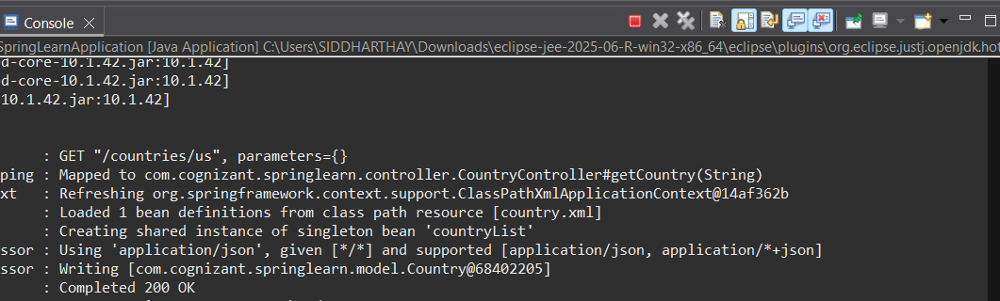 Console
SpringLearnApplication [Java Application] C:\Users\SIDDHARTHAY\Downloads\eclipse-jee-2025-06-R-win32-x86_64\eclipse\plugins\org.eclipse.justj.openjdk.hot
d-core-10.1.42.jar:10.1.42]
d-core-10.1.42.jar:10.1.42]
10.1.42.jar:10.1.42]
: GET "/countries/us", parameters={}
ping : Mapped to com.cognizant.springlearn.controller.CountryController#getCountry(String)
xt : Refreshing org.springframework.context.support.ClassPathXmlApplicationContext@14af362b
: Loaded 1 bean definitions from class path resource [country.xml]
: Creating shared instance of singleton bean 'countryList'
ssor : Using 'application/json', given [*/*] and supported [application/json, application/*+json]
ssor : Writing [com.cognizant.springlearn.model.Country@68402205]
: Completed 200 OK